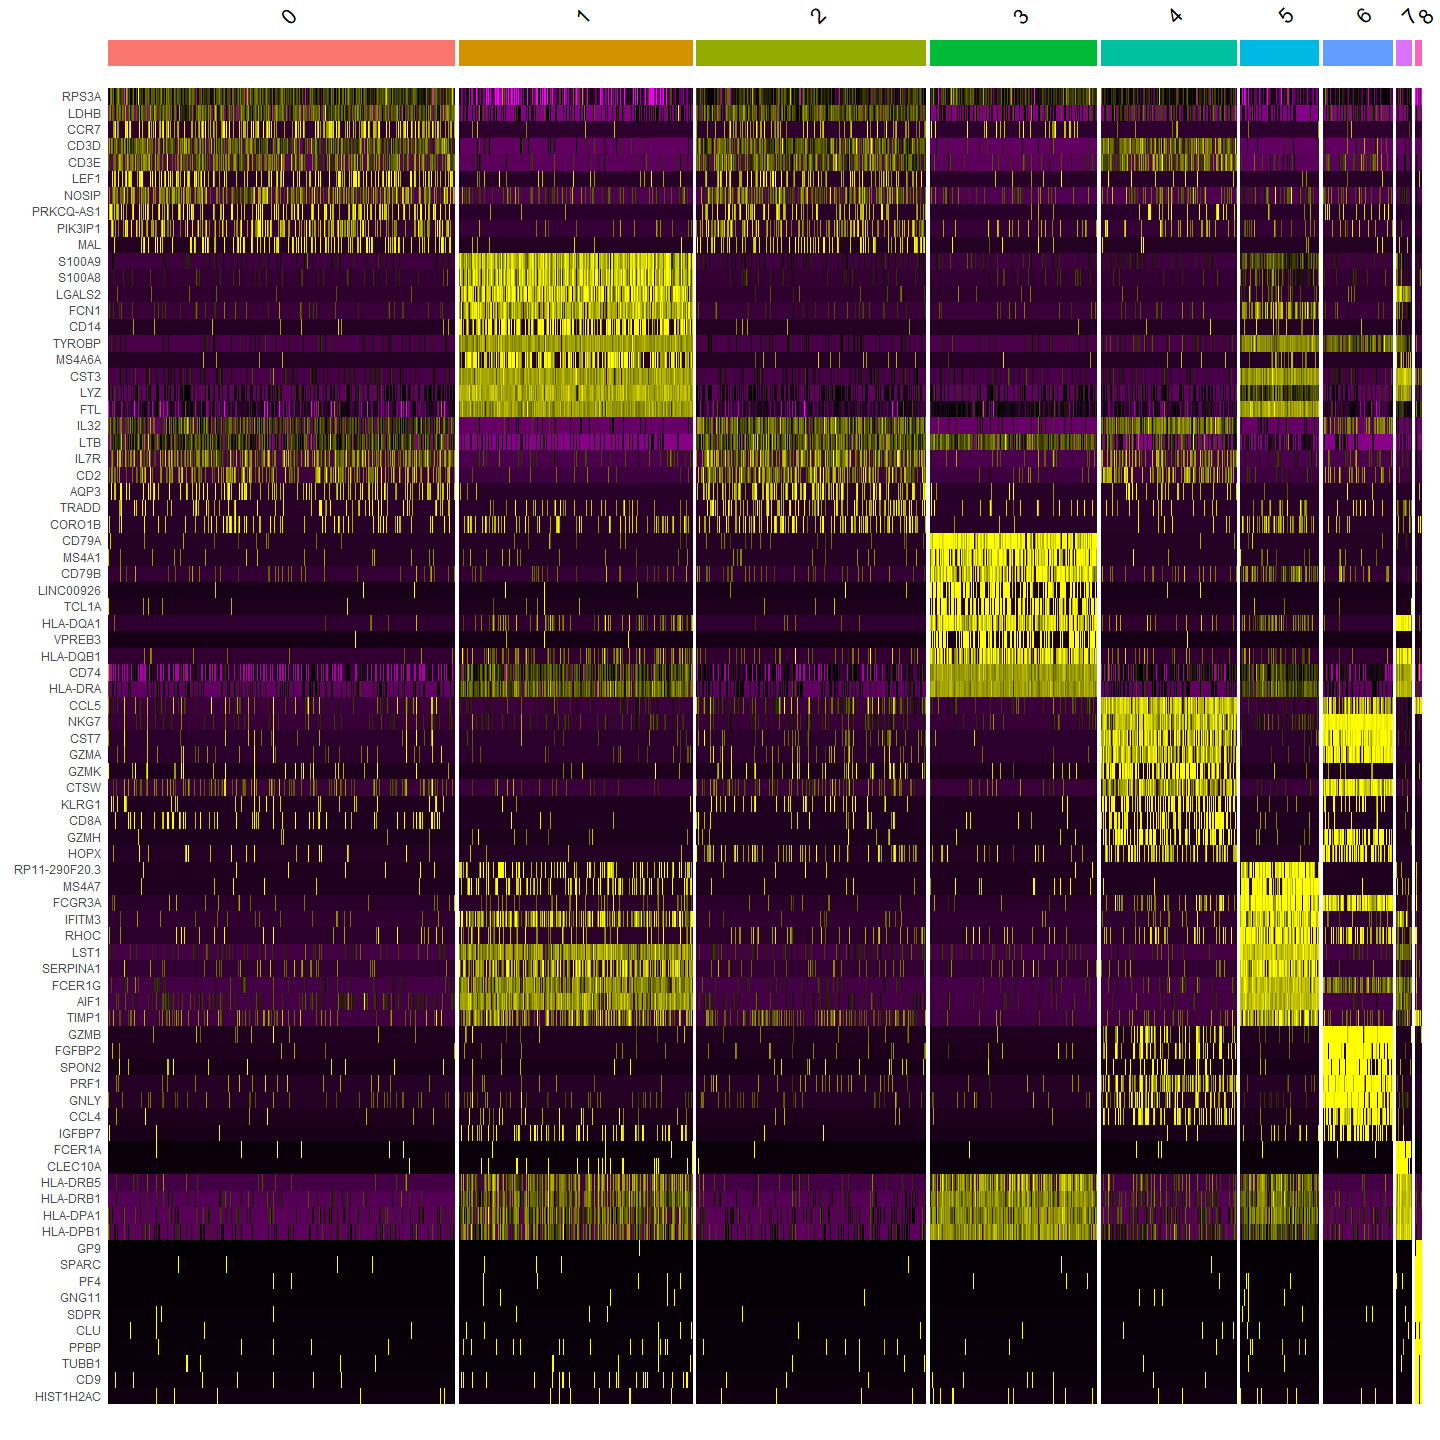 0 1 2 3 4 5 6 7 8
RPS3A
LDHB
CCR7
CD3D
CD3E
LEF1
NOSIP
PRKCQ-AS1
PIK3IP1
MAL
S100A9
S100A8
LGALS2
FCN1
CD14
TYROBP
MS4A6A
CST3
LYZ
FTL
IL32
LTB
IL7R
CD2
AQP3
TRADD
CORO1B
CD79A
MS4A1
CD79B
LINC00926
TCL1A
HLA-DQA1
VPREB3
HLA-DQB1
CD74
HLA-DRA
CCL5
NKG7
CST7
GZMA
GZMK
CTSW
KLRG1
CD8A
GZMH
HOPX
RP11-290F20.3
MS4A7
FCGR3A
IFITM3
RHOC
LST1
SERPINA1
FCER1G
AIF1
TIMP1
GZMB
FGFBP2
SPON2
PRF1
GNLY
CCL4
IGFBP7
FCER1A
CLEC10A
HLA-DRB5
HLA-DRB1
HLA-DPA1
HLA-DPB1
GP9
SPARC
PF4
GNG11
SDPR
CLU
PPBP
TUBB1
CD9
HIST1H2AC